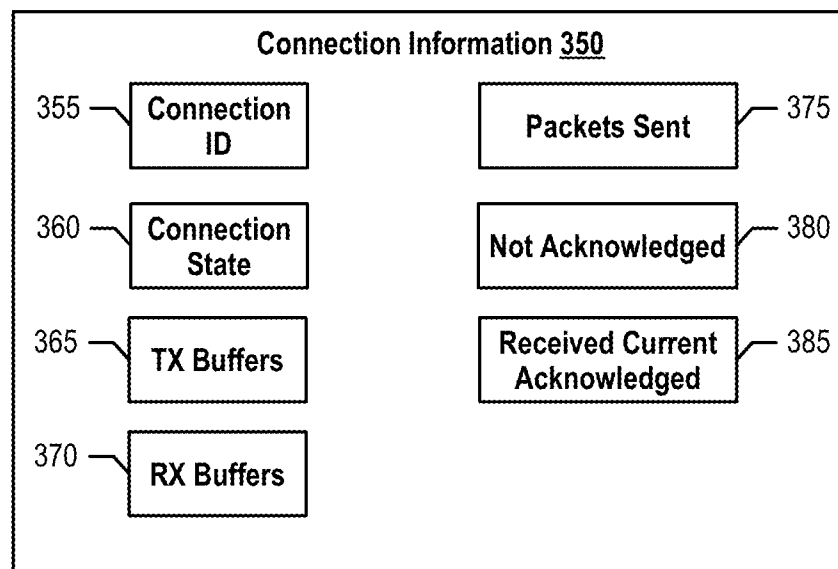 Connection Information 350
355
Connection
ID
360
Connection
State
365
TX Buffers
370
RX Buffers
Packets Sent
375
Not Acknowledged
380
Received Current
Acknowledged
385